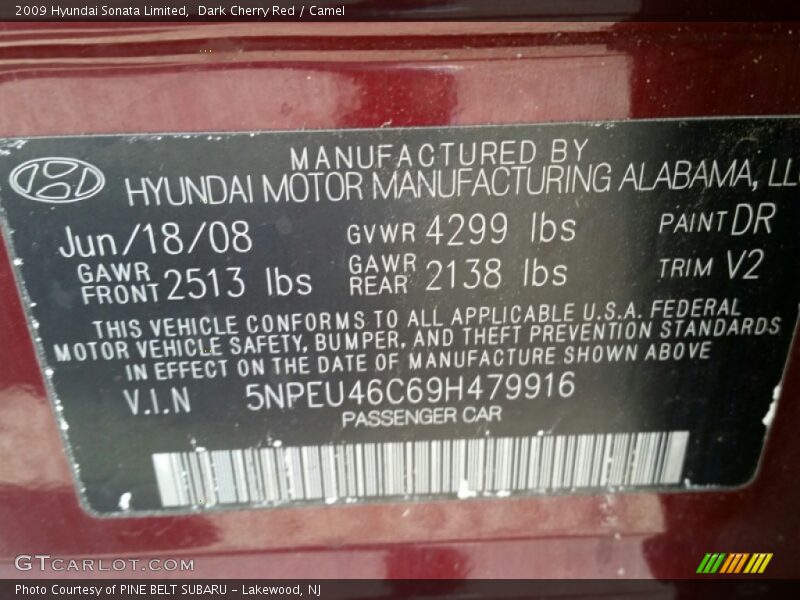 2009 Hyundai Sonata Limited,  Dark Cherry Red / Camel
MANUFACTURED BY
HYUNDAI MOTOR MANUFACTURING ALABAMA, LLC
Jun/18/08 GVWR 4299 lbs PAINT DR
GAWR FRONT 2513 lbs GAWR REAR 2138 lbs TRIM V2
THIS VEHICLE CONFORMS TO ALL APPLICABLE U.S.A. FEDERAL
MOTOR VEHICLE SAFETY, BUMPER, AND THEFT PREVENTION STANDARDS
IN EFFECT ON THE DATE OF MANUFACTURE SHOWN ABOVE
V.I.N 5NPEU46C69H479916
PASSENGER CAR
GTCARLOT.COM
Photo Courtesy of PINE BELT SUBARU - Lakewood, NJ